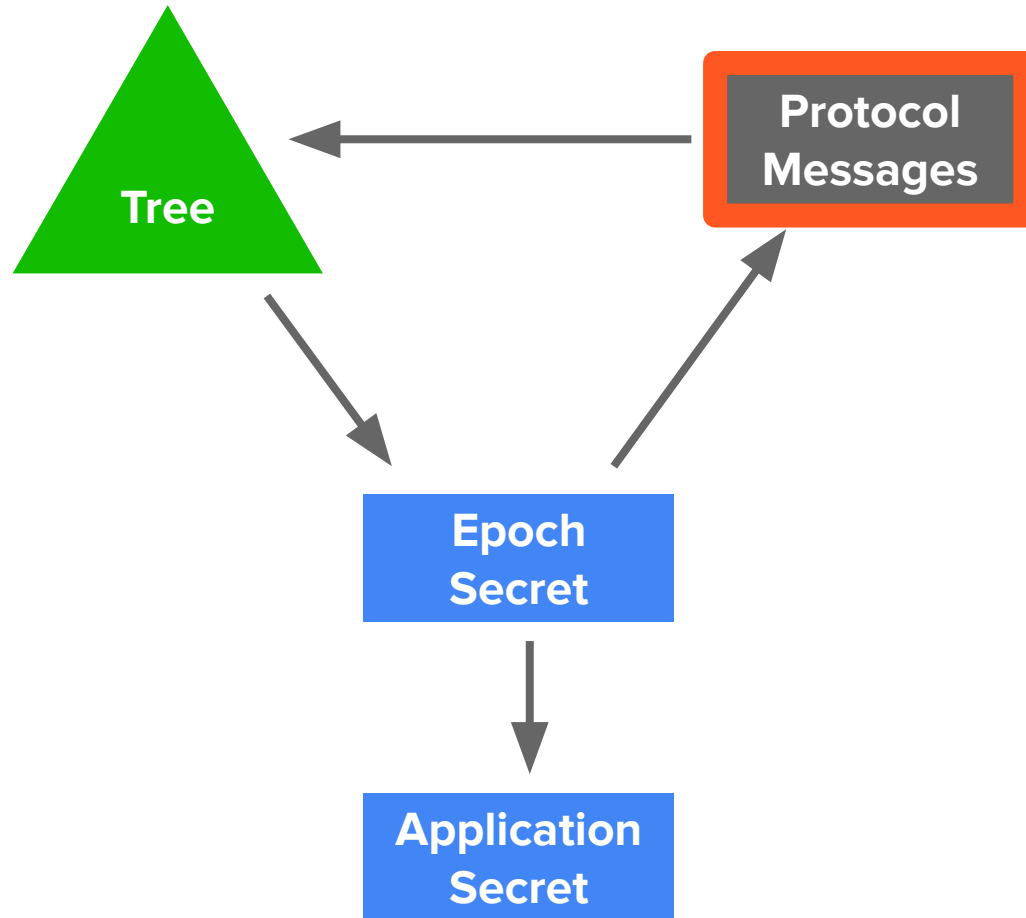 Protocol
Messages
Tree
Epoch
Secret
Application
Secret